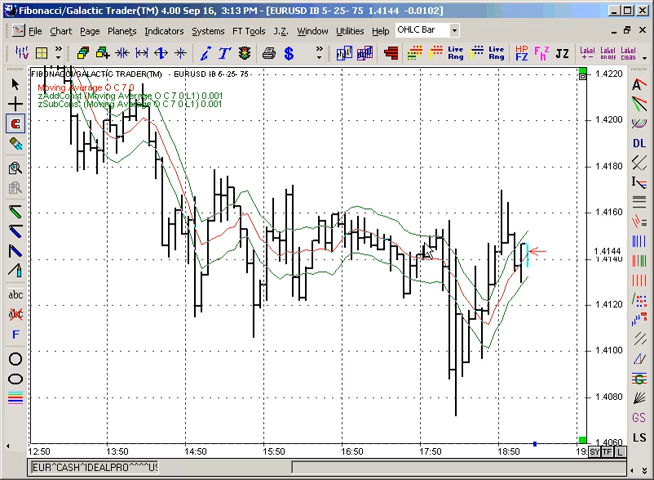 Fibonacci/Galactic Trader(TM) 4.00 Sep 16, 3:13 PM - [EURUSD IB 5- 25- 75 1.4144 -0.0102]
File Chart Page Planets Indicators Systems FT Tools J.Z. Window Help OHLC Bar
Utilities Live Rng Live Rng HP FZ F z h JZ Label Label
FIBONACCI/GALACTIC TRADER(TM) - EURUSD IB 5- 25- 75
Moving Average O C 7 0
zAddConst (Moving Average O C 7 0 L1) 0.001
zSubConst (Moving Average O C 7 0 L1) 0.001
1.4220
1.4200
1.4180
1.4160
1.4144
1.4140
1.4120
1.4100
1.4080
1.4060
abc
abc
F
A
DL
G
GS
LS
12:50 13:50 14:50 15:50 16:50 17:50 18:50 19:
SY TF L
EUR^CASH^IDEALPRO^^^^US